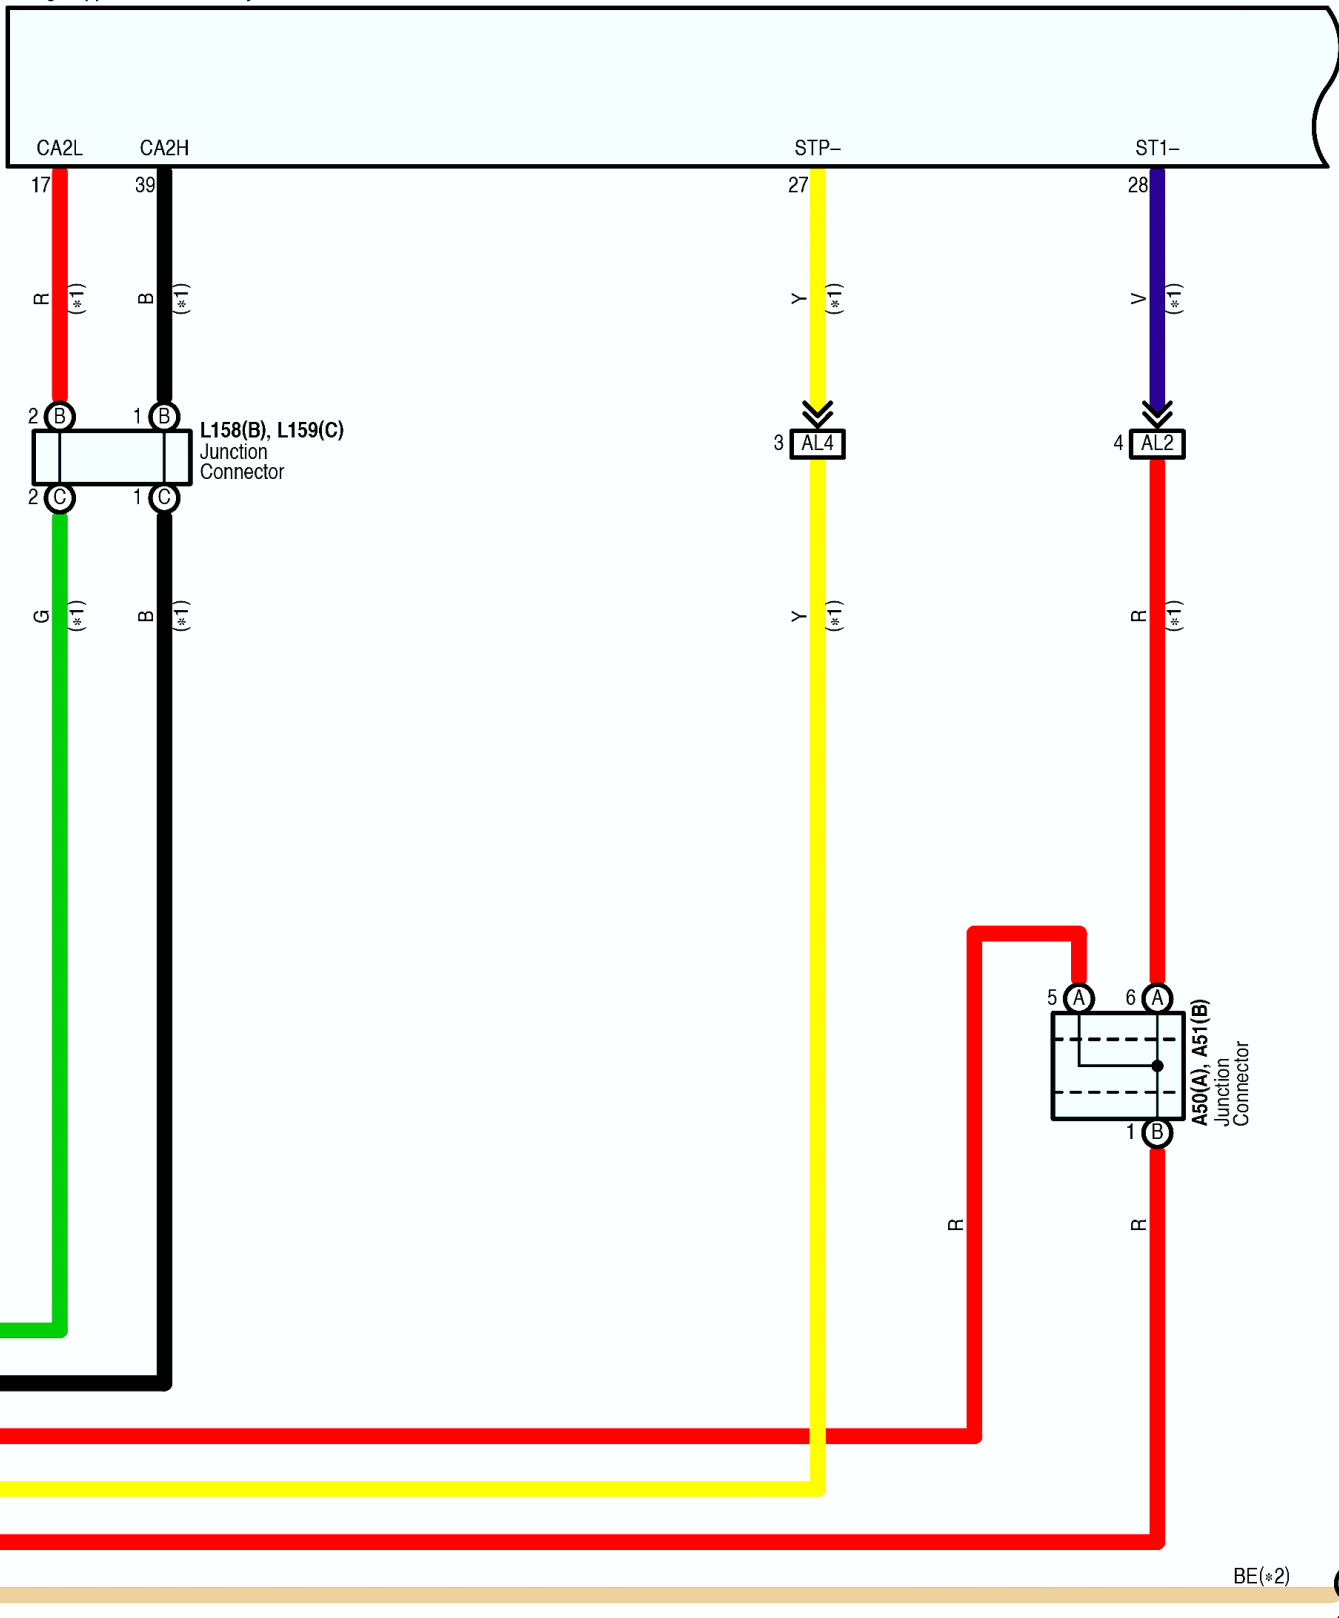 CA2L CA2H STP– ST1–
17 39 27 28
R (*1) B (*1) Y (*1) V (*1)
2 B 1 B
L158(B), L159(C)
Junction
Connector
2 C 1 C
3 AL4 4 AL2
G (*1) B (*1) Y (*1) R (*1)
5 A 6 A
A50(A), A51(B)
Junction
Connector
1 B
R R
BE(*2)